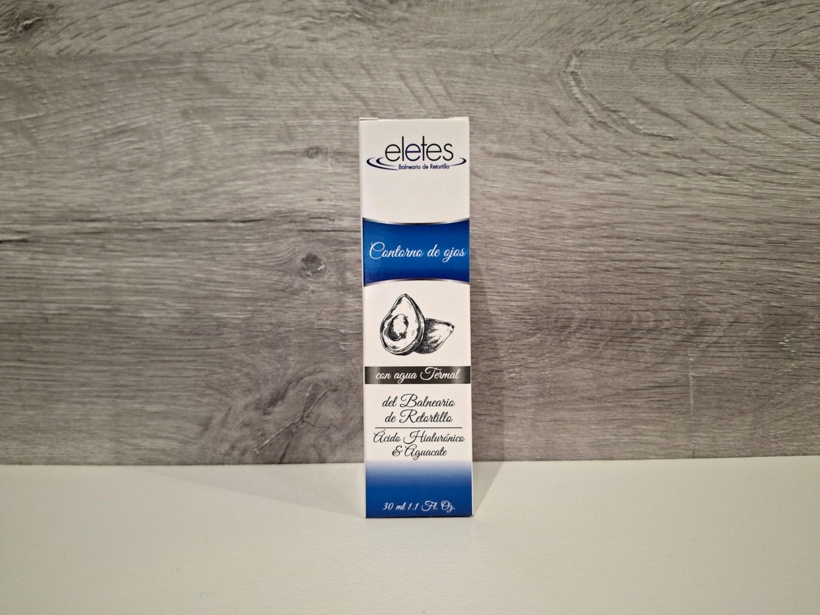 eletes
Balneario de Retortillo
Contorno de ojos
con agua Termal
del Balneario
de Retortillo
Ácido Hialurónico
& Aguacate
30 ml 1.1 Fl. Oz.